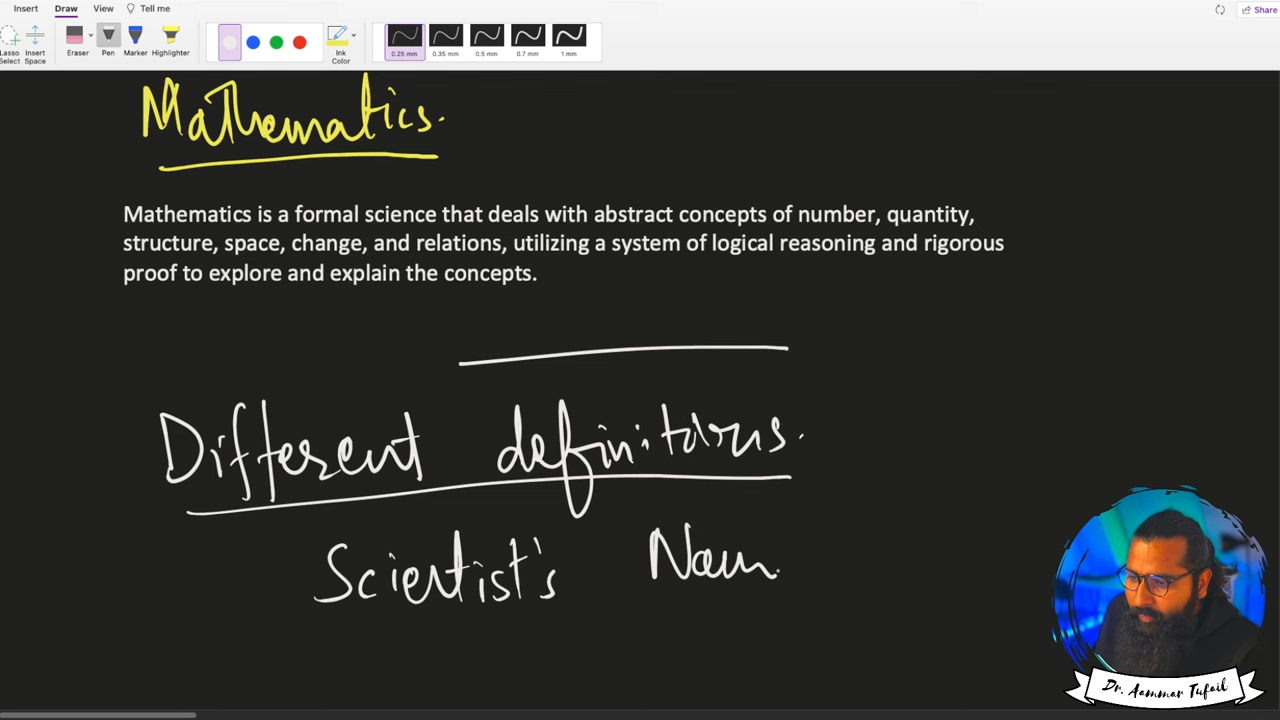 Insert Draw View Tell me Share
Lasso Select Insert Space Eraser Pen Marker Highlighter Ink Color 0.25 mm 0.35 mm 0.5 mm 0.7 mm 1 mm
Mathematics.
Mathematics is a formal science that deals with abstract concepts of number, quantity,
structure, space, change, and relations, utilizing a system of logical reasoning and rigorous
proof to explore and explain the concepts.
Different definitions.
Scientist's Nam
Dr. Aammar Tufail